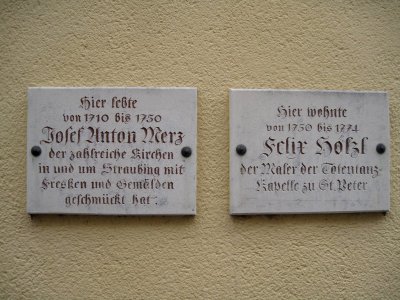 Hier lebte
von 1710 bis 1750
Josef Anton Merz
der zahlreiche Kirchen
in und um Straubing mit
Fresken und Gemälden
geschmückt hat.
Hier wohnte
von 1750 bis 1774
Felix Hölzl
der Maler der Totentanz
Kapelle zu St. Peter